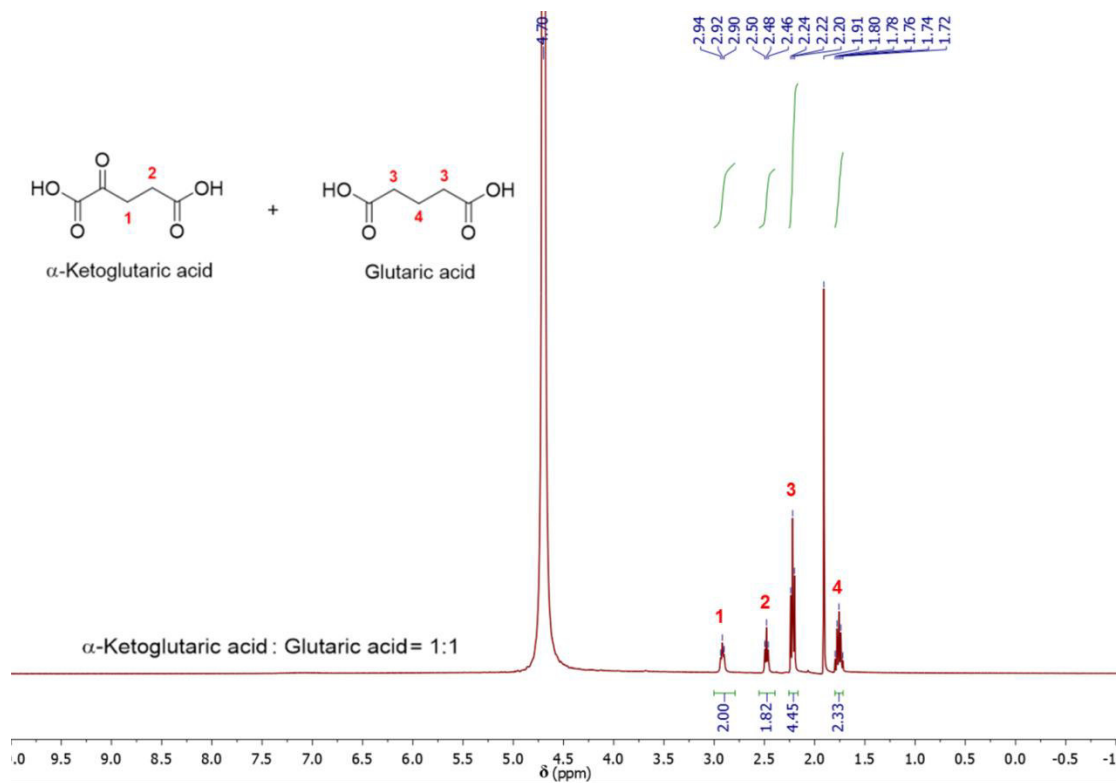 4.70
2.94
2.92
2.90
2.50
2.48
2.46
2.24
2.22
2.20
1.91
1.80
1.78
1.76
1.74
1.72
O
2
HO
OH
O
1
O
α-Ketoglutaric acid
+
HO
3
3
OH
O
4
O
Glutaric acid
1
2
3
4
α-Ketoglutaric acid : Glutaric acid = 1:1
2.00
1.82
4.45
2.33
.0 9.5 9.0 8.5 8.0 7.5 7.0 6.5 6.0 5.5 5.0 4.5 4.0 3.5 3.0 2.5 2.0 1.5 1.0 0.5 0.0 -0.5 -1
δ (ppm)